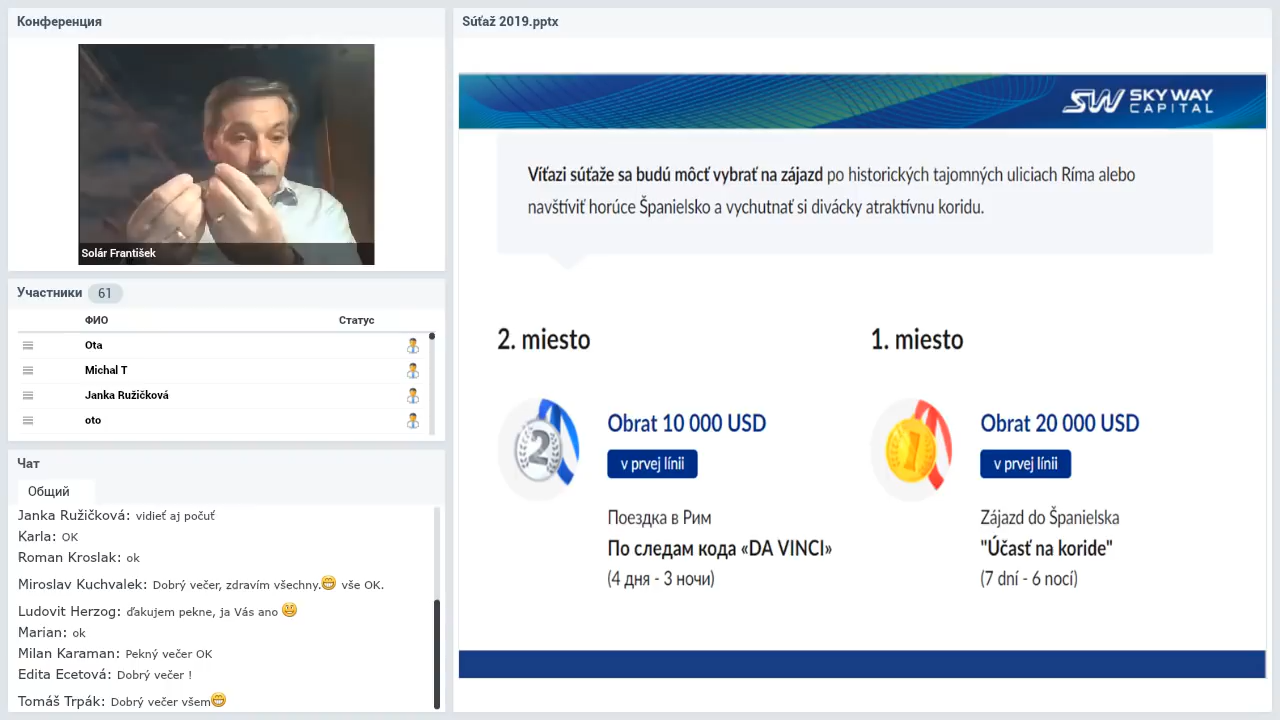 Конференция
Solár František
Участники 61
ФИО Статус
Ota
Michal T
Janka Ružičková
oto
Чат
Общий
Janka Ružičková: vidieť aj počuť
Karla: OK
Roman Kroslak: ok
Miroslav Kuchvalek: Dobrý večer, zdravím všechny. vše OK.
Ludovit Herzog: ďakujem pekne, ja Vás ano
Marian: ok
Milan Karaman: Pekný večer OK
Edita Ecetová: Dobrý večer !
Tomáš Trpák: Dobrý večer všem
Súťaž 2019.pptx
SW SKY WAY
CAPITAL
Víťazi súťaže sa budú môcť vybrať na zájazd po historických tajomných uliciach Ríma alebo
navštíviť horúce Španielsko a vychutnať si divácky atraktívnu koridu.
2. miesto
2
Obrat 10 000 USD
v prvej línii
Поездка в Рим
По следам кода «DA VINCI»
(4 дня - 3 ночи)
1. miesto
1
Obrat 20 000 USD
v prvej línii
Zájazd do Španielska
"Účasť na koride"
(7 dní - 6 nocí)